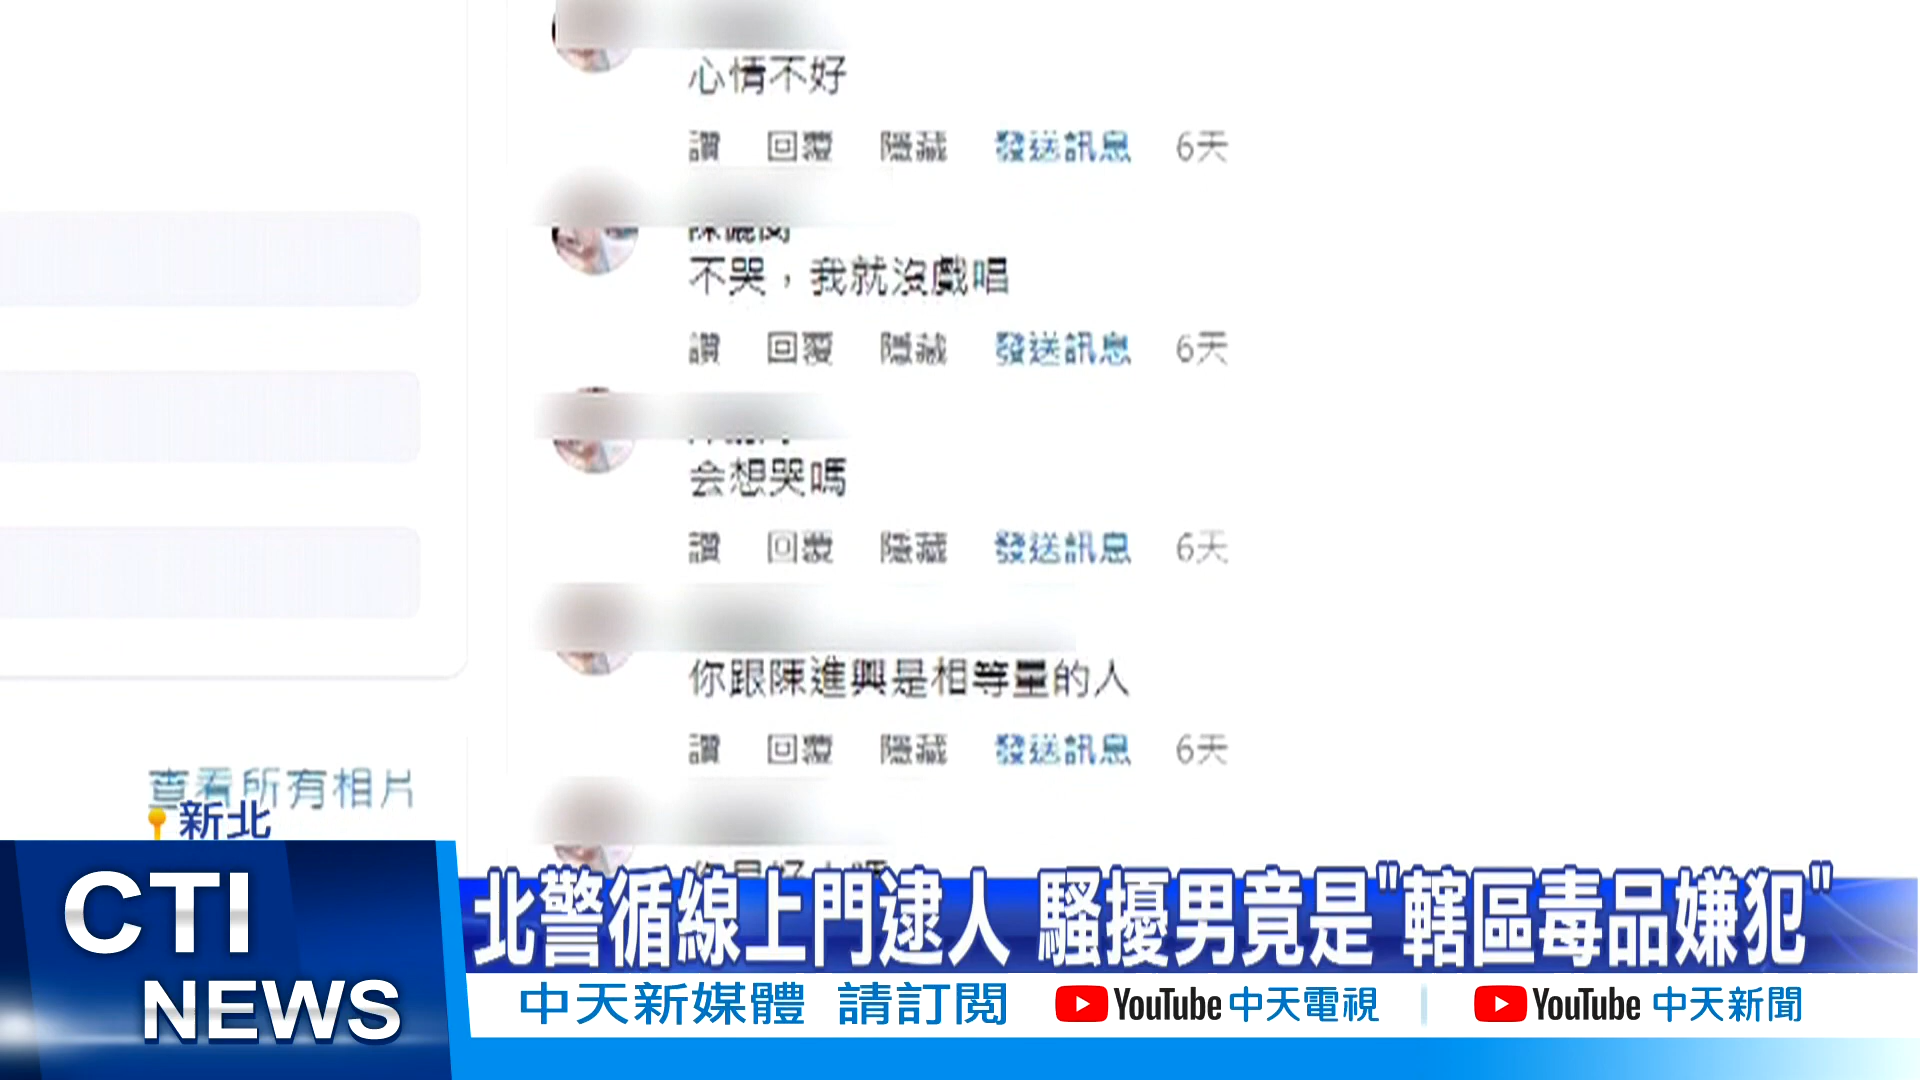 心情不好
讚 回覆 隱藏 發送訊息 6天
不哭，我就沒戲唱
讚 回覆 隱藏 發送訊息 6天
会想哭嗎
讚 回覆 隱藏 發送訊息 6天
你跟陳進興是相等量的人
讚 回覆 隱藏 發送訊息 6天
查看所有相片
新北
CTI
NEWS
北警循線上門逮人 騷擾男竟是"轄區毒品嫌犯"
中天新媒體 請訂閱 YouTube 中天電視 | YouTube 中天新聞